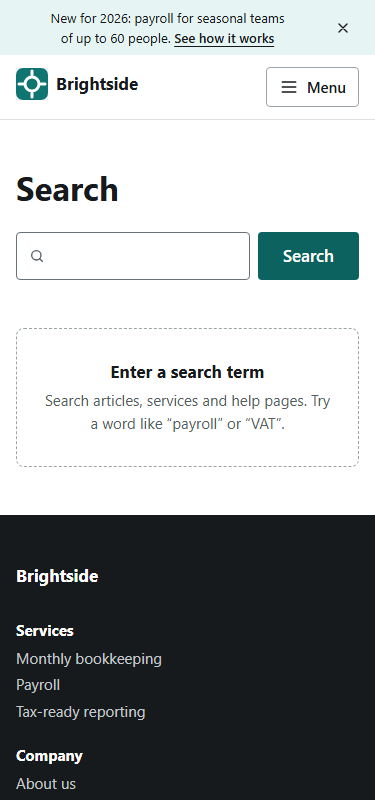 New for 2026: payroll for seasonal teams
of up to 60 people. See how it works
Brightside
Menu
Search
Search
Enter a search term
Search articles, services and help pages. Try
a word like “payroll” or “VAT”.
Brightside
Services
Monthly bookkeeping
Payroll
Tax-ready reporting
Company
About us